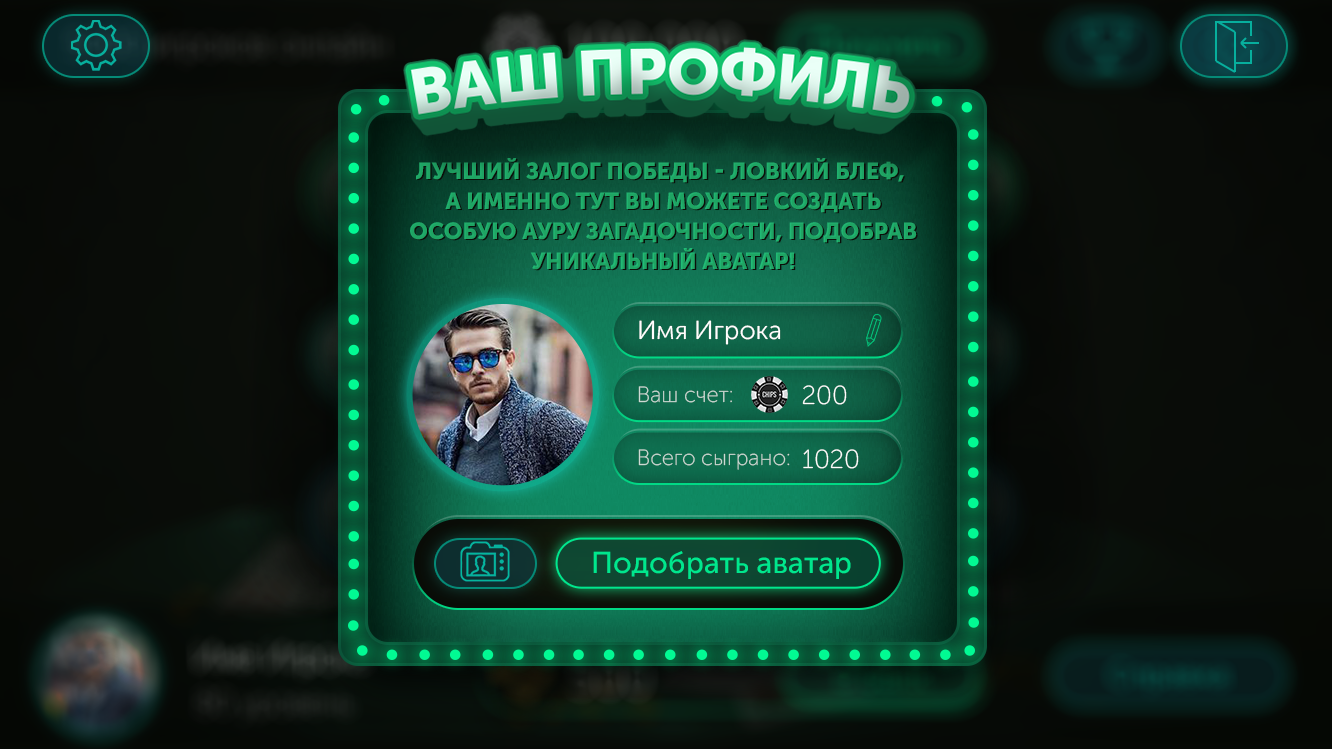 ВАШ ПРОФИЛЬ
ЛУЧШИЙ ЗАЛОГ ПОБЕДЫ - ЛОВКИЙ БЛЕФ,
А ИМЕННО ТУТ ВЫ МОЖЕТЕ СОЗДАТЬ
ОСОБУЮ АУРУ ЗАГАДОЧНОСТИ, ПОДОБРАВ
УНИКАЛЬНЫЙ АВАТАР!
Имя Игрока
Ваш счет: CHIPS 200
Всего сыграно: 1020
Подобрать аватар